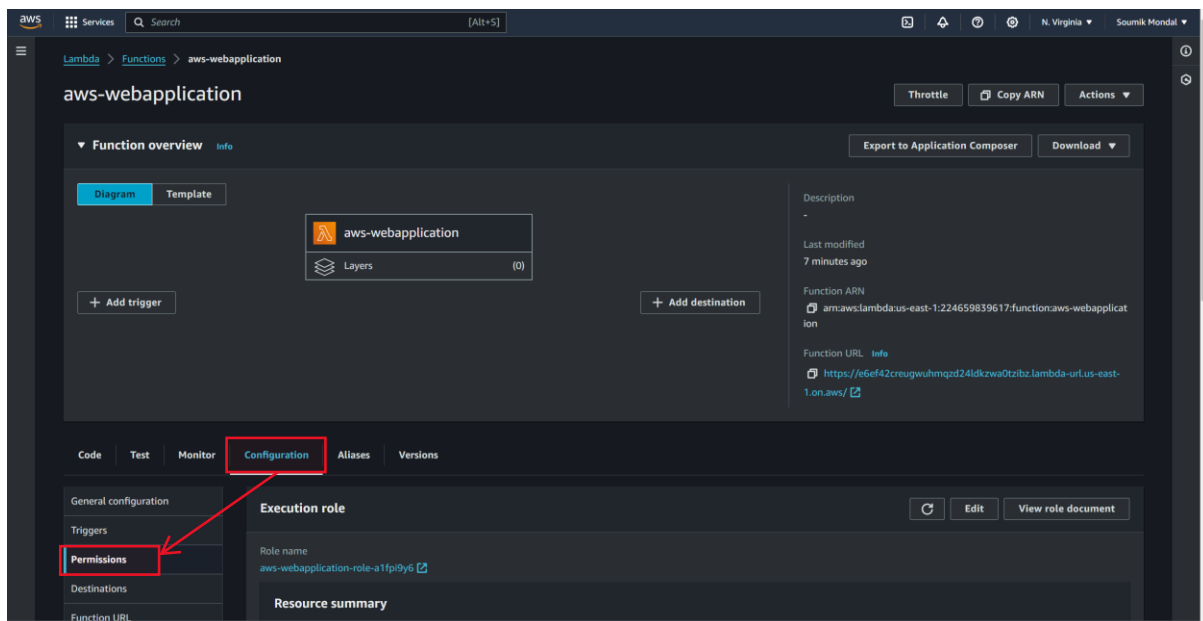 aws
Services
Search
[Alt+S]
N. Virginia
Soumik Mondal
Lambda > Functions > aws-webapplication
aws-webapplication
Throttle
Copy ARN
Actions
Function overview Info
Export to Application Composer
Download
Diagram
Template
aws-webapplication
Layers
(0)
+ Add trigger
+ Add destination
Description
-
Last modified
7 minutes ago
Function ARN
arn:aws:lambda:us-east-1:224659839617:function:aws-webapplicat
ion
Function URL Info
https://e6ef42creugwuhmqzd24ldkzwa0tzibz.lambda-url.us-east-
1.on.aws/
Code
Test
Monitor
Configuration
Aliases
Versions
General configuration
Triggers
Permissions
Destinations
Function URL
Execution role
Edit
View role document
Role name
aws-webapplication-role-a1fpi9y6
Resource summary